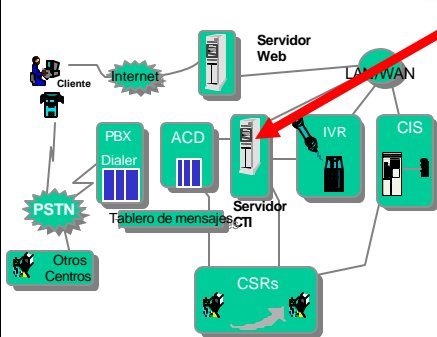 Servidor
Web
Cliente
Internet
LAN/WAN
PBX
Dialer
ACD
IVR
CIS
PSTN
Tablero de mensajes
Servidor
CTI
Otros
Centros
CSRs